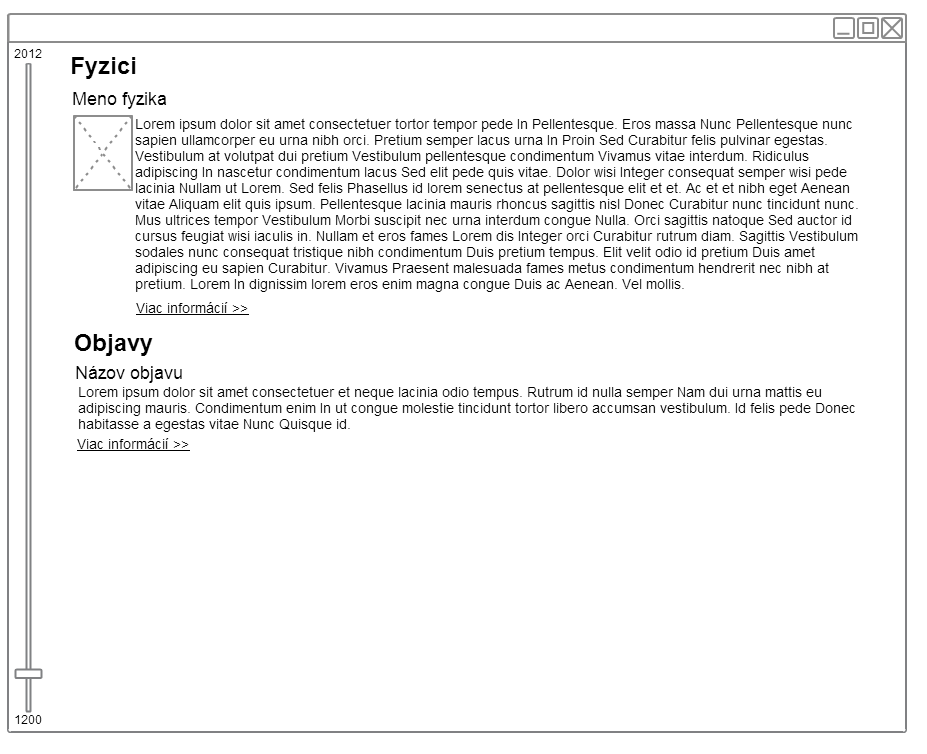 2012
Fyzici
Meno fyzika
Lorem ipsum dolor sit amet consectetuer tortor tempor pede In Pellentesque. Eros massa Nunc Pellentesque nunc
sapien ullamcorper eu urna nibh orci. Pretium semper lacus urna In Proin Sed Curabitur felis pulvinar egestas.
Vestibulum at volutpat dui pretium Vestibulum pellentesque condimentum Vivamus vitae interdum. Ridiculus
adipiscing In nascetur condimentum lacus Sed elit pede quis vitae. Dolor wisi Integer consequat semper wisi pede
lacinia Nullam ut Lorem. Sed felis Phasellus id lorem senectus at pellentesque elit et et. Ac et et nibh eget Aenean
vitae Aliquam elit quis ipsum. Pellentesque lacinia mauris rhoncus sagittis nisl Donec Curabitur nunc tincidunt nunc.
Mus ultrices tempor Vestibulum Morbi suscipit nec urna interdum congue Nulla. Orci sagittis natoque Sed auctor id
cursus feugiat wisi iaculis in. Nullam et eros fames Lorem dis Integer orci Curabitur rutrum diam. Sagittis Vestibulum
sodales nunc consequat tristique nibh condimentum Duis pretium tempus. Elit velit odio id pretium Duis amet
adipiscing eu sapien Curabitur. Vivamus Praesent malesuada fames metus condimentum hendrerit nec nibh at
pretium. Lorem In dignissim lorem eros enim magna congue Duis ac Aenean. Vel mollis.
Viac informácií >>
Objavy
Názov objavu
Lorem ipsum dolor sit amet consectetuer et neque lacinia odio tempus. Rutrum id nulla semper Nam dui urna mattis eu
adipiscing mauris. Condimentum enim In ut congue molestie tincidunt tortor libero accumsan vestibulum. Id felis pede Donec
habitasse a egestas vitae Nunc Quisque id.
Viac informácií >>
1200